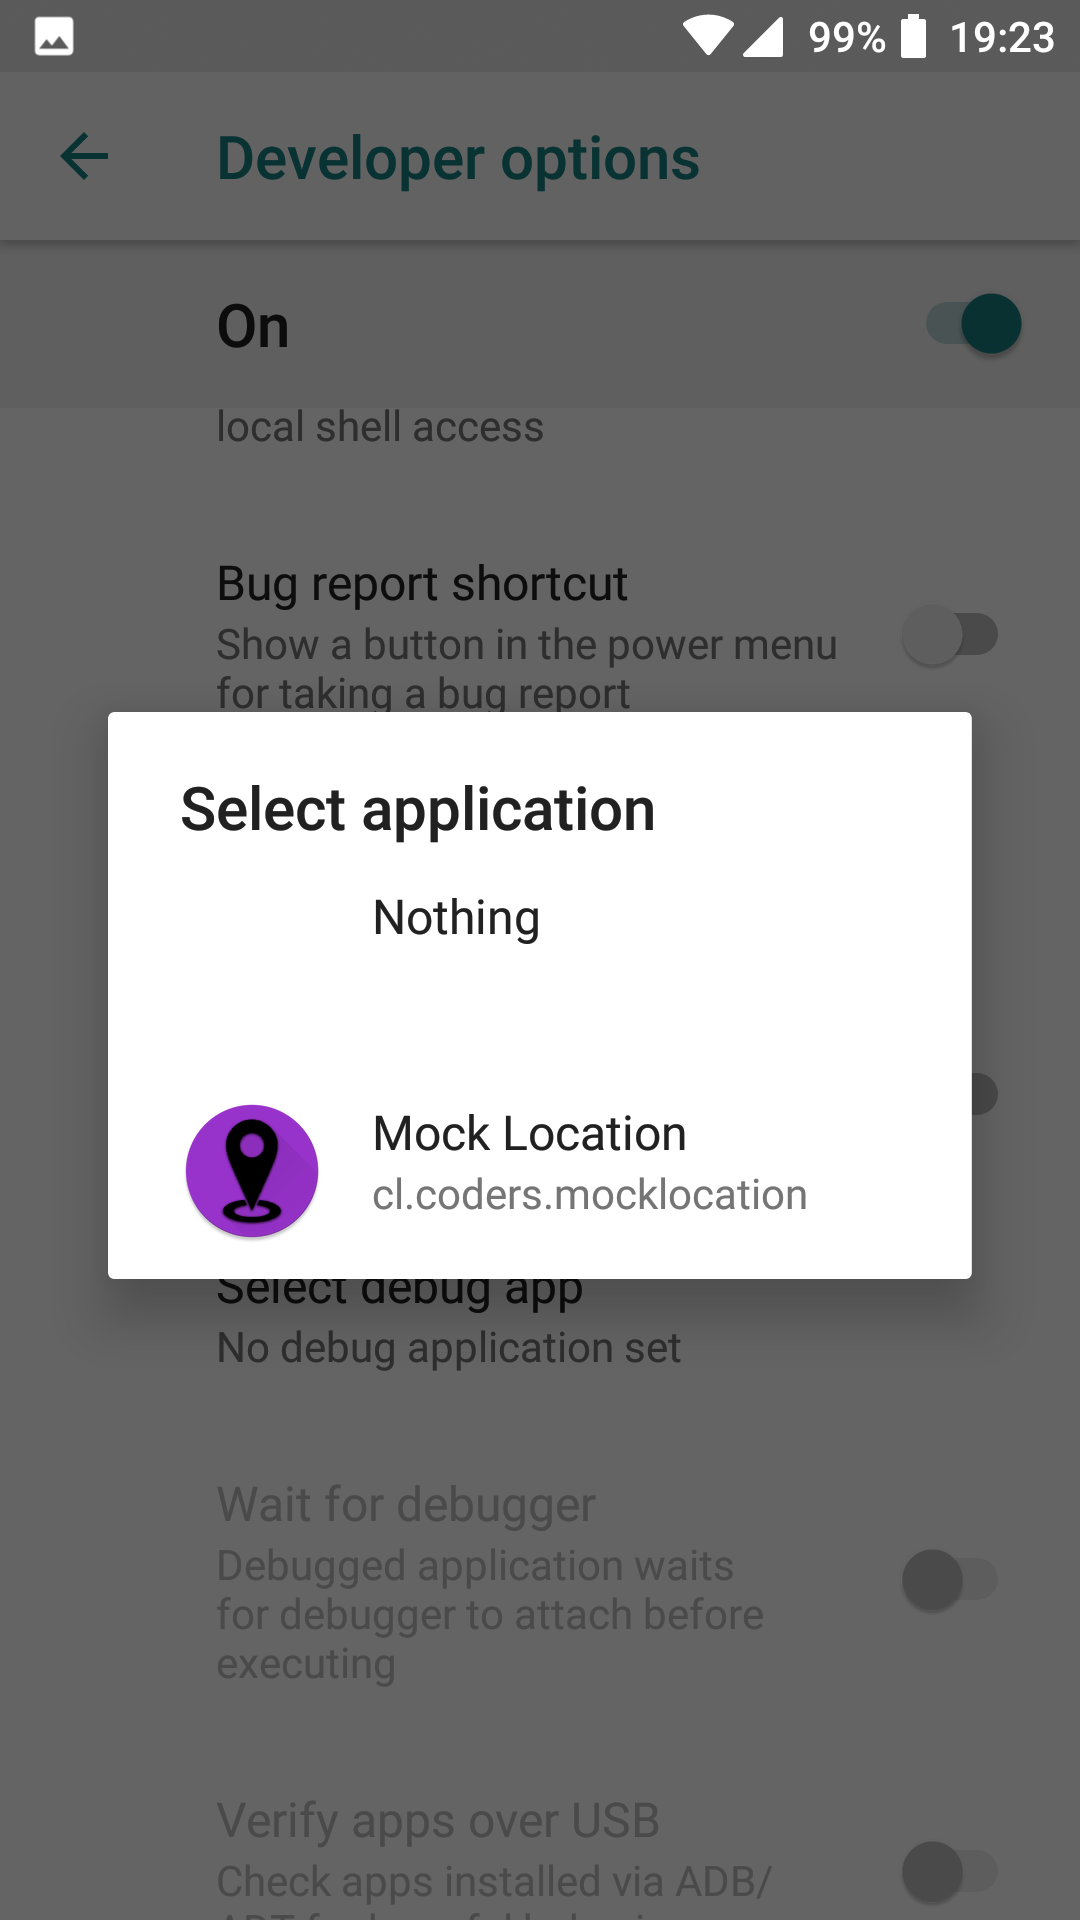 99% 19:23
Developer options
On
local shell access
Bug report shortcut
Show a button in the power menu
for taking a bug report
Select application
Nothing
Mock Location
cl.coders.mocklocation
Select debug app
No debug application set
Wait for debugger
Debugged application waits
for debugger to attach before
executing
Verify apps over USB
Check apps installed via ADB/